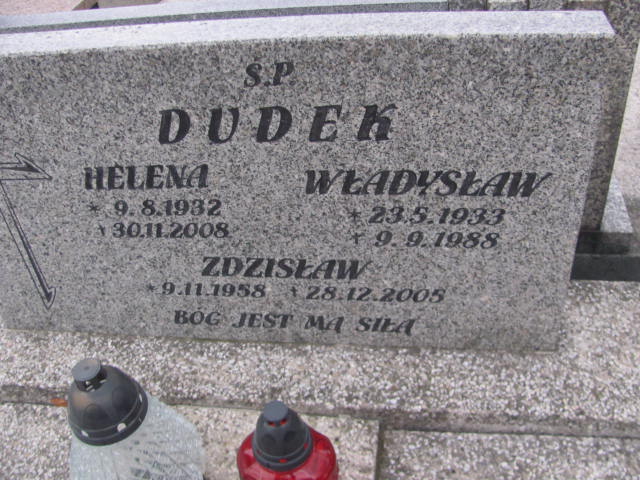 Ś.P
DUDEK
HELENA WŁADYSŁAW
* 9.8.1932 * 23.5.1933
† 30.11.2008 † 9.9.1988
ZDZISŁAW
* 9.11.1958 † 28.12.2005
BÓG JEST MĄ SIŁĄ